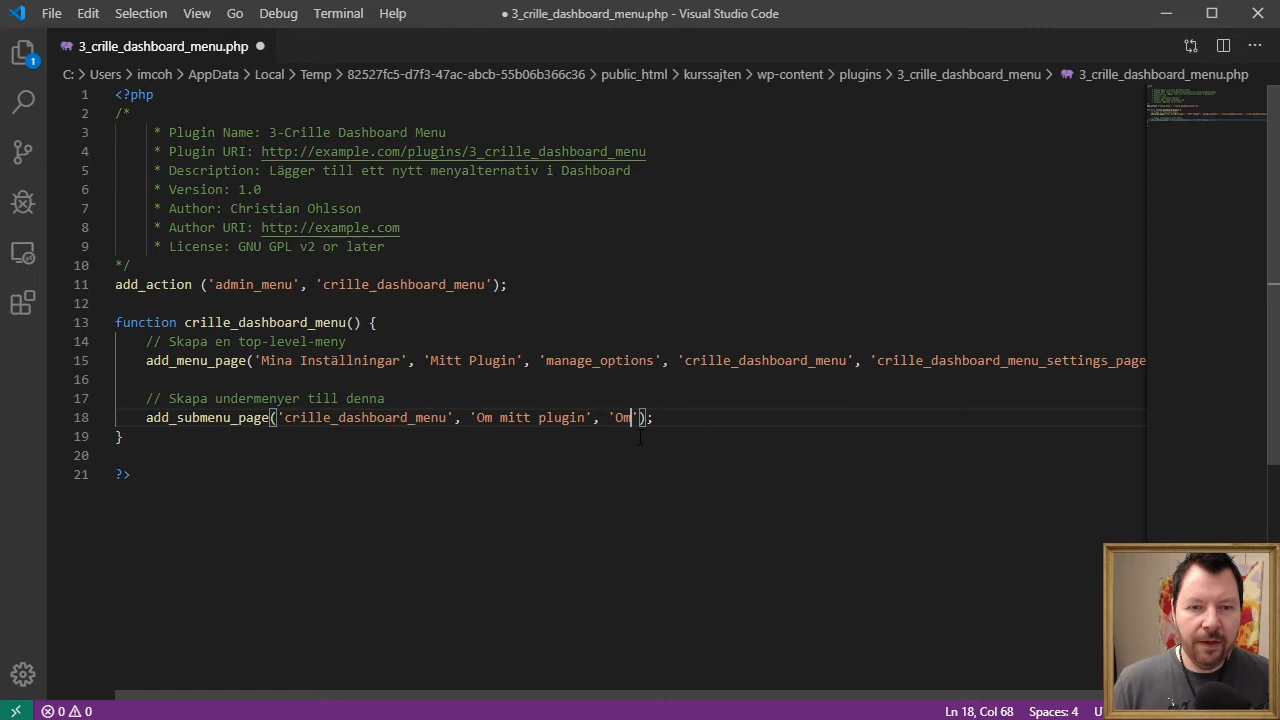 File Edit Selection View Go Debug Terminal Help
● 3_crille_dashboard_menu.php - Visual Studio Code
3_crille_dashboard_menu.php ●
C: > Users > imcoh > AppData > Local > Temp > 82527fc5-d7f3-47ac-abcb-55b06b366c36 > public_html > kurssajten > wp-content > plugins > 3_crille_dashboard_menu > 3_crille_dashboard_menu.php
1 <?php
2 /*
3 * Plugin Name: 3-Crille Dashboard Menu
4 * Plugin URI: http://example.com/plugins/3_crille_dashboard_menu
5 * Description: Lägger till ett nytt menyalternativ i Dashboard
6 * Version: 1.0
7 * Author: Christian Ohlsson
8 * Author URI: http://example.com
9 * License: GNU GPL v2 or later
10 */
11 add_action ('admin_menu', 'crille_dashboard_menu');
12
13 function crille_dashboard_menu() {
14 // Skapa en top-level-meny
15 add_menu_page('Mina Inställningar', 'Mitt Plugin', 'manage_options', 'crille_dashboard_menu', 'crille_dashboard_menu_settings_page
16
17 // Skapa undermenyer till denna
18 add_submenu_page('crille_dashboard_menu', 'Om mitt plugin', 'Om');
19 }
20
21 ?>
1
0 0
Ln 18, Col 68 Spaces: 4